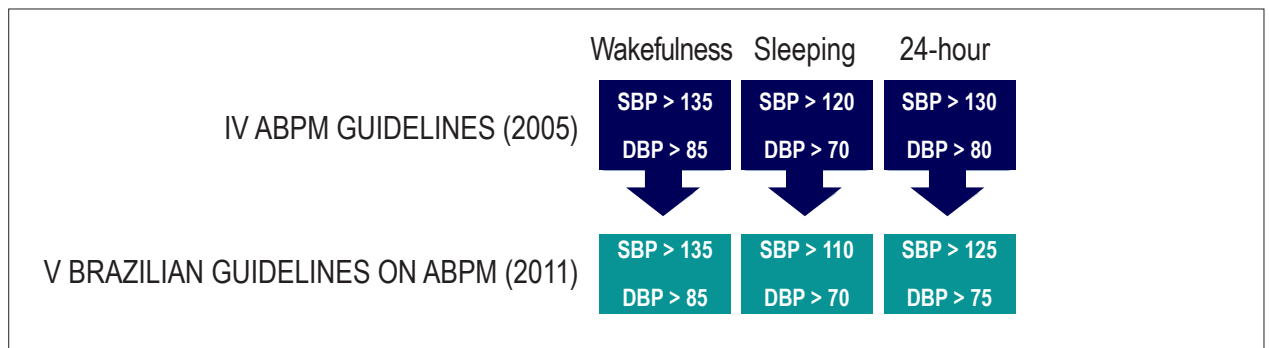 Wakefulness Sleeping 24-hour
SBP > 135 SBP > 120 SBP > 130
IV ABPM GUIDELINES (2005)
DBP > 85 DBP > 70 DBP > 80
SBP > 135 SBP > 110 SBP > 125
V BRAZILIAN GUIDELINES ON ABPM (2011)
DBP > 85 DBP > 70 DBP > 75